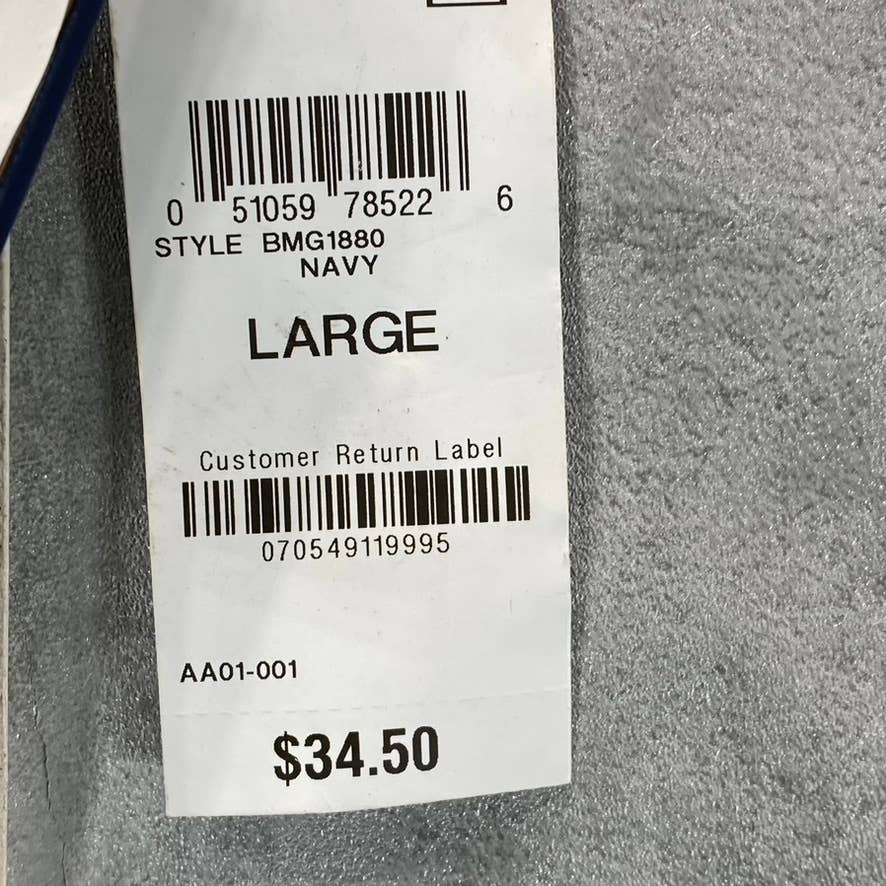 0 51059 78522 6
STYLE BMG1880
NAVY
LARGE
Customer Return Label
070549119995
AA01-001
$34.50